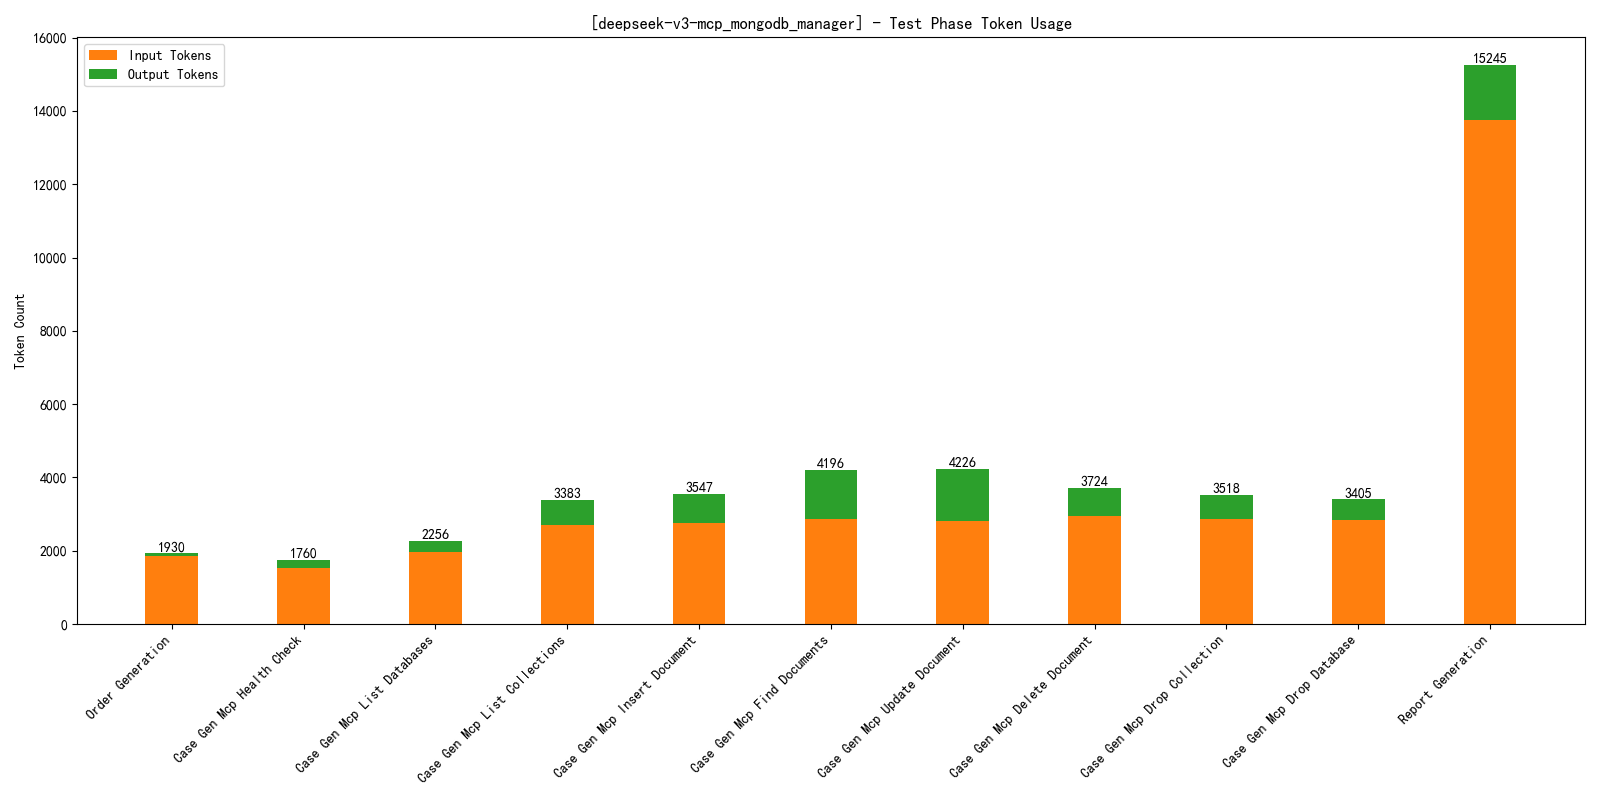 [deepseek-v3-mcp_mongodb_manager] - Test Phase Token Usage
Input Tokens
Output Tokens
Token Count
16000
14000
12000
10000
8000
6000
4000
2000
0
1930
1760
2256
3383
3547
4196
4226
3724
3518
3405
15245
Order Generation
Case Gen Mcp Health Check
Case Gen Mcp List Databases
Case Gen Mcp List Collections
Case Gen Mcp Insert Document
Case Gen Mcp Find Documents
Case Gen Mcp Update Document
Case Gen Mcp Delete Document
Case Gen Mcp Drop Collection
Case Gen Mcp Drop Database
Report Generation